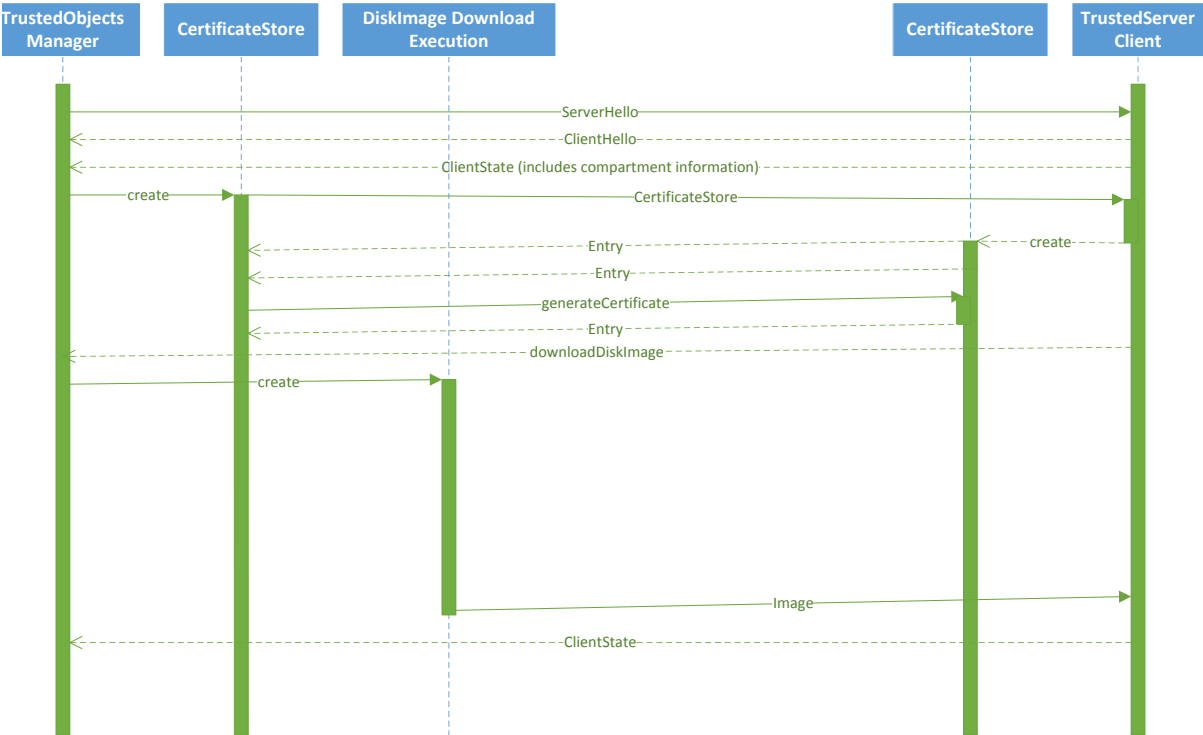 TrustedObjects
Manager
CertificateStore
DiskImage Download
Execution
CertificateStore
TrustedServer
Client
ServerHello
ClientHello
ClientState (includes compartment information)
create
CertificateStore
Entry
create
Entry
generateCertificate
Entry
downloadDiskImage
create
Image
ClientState